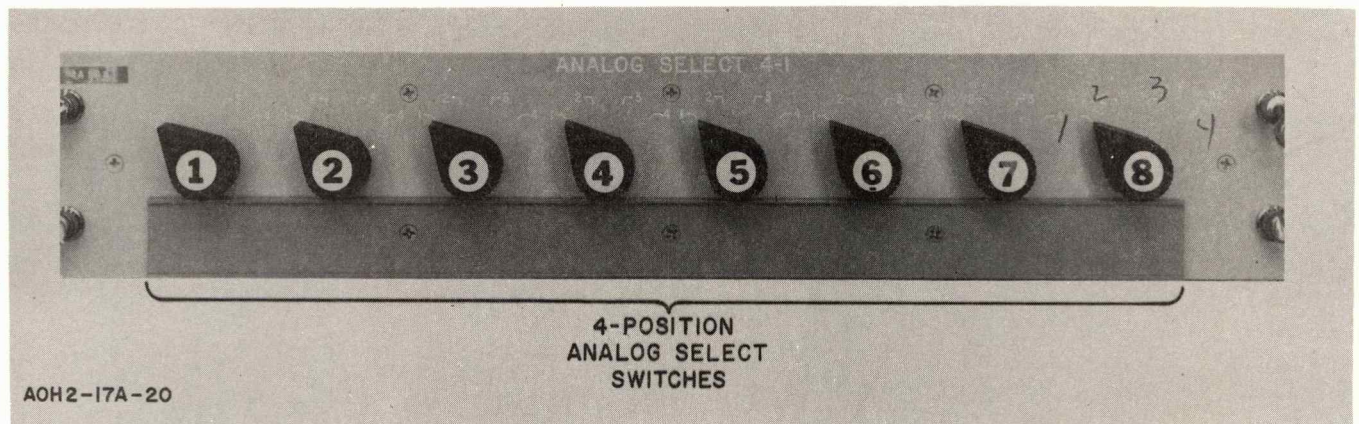 ANALOG SELECT 4-1
2 3
1 4
1 2 3 4 5 6 7 8
4-POSITION
ANALOG SELECT
SWITCHES
AOH2-17A-20